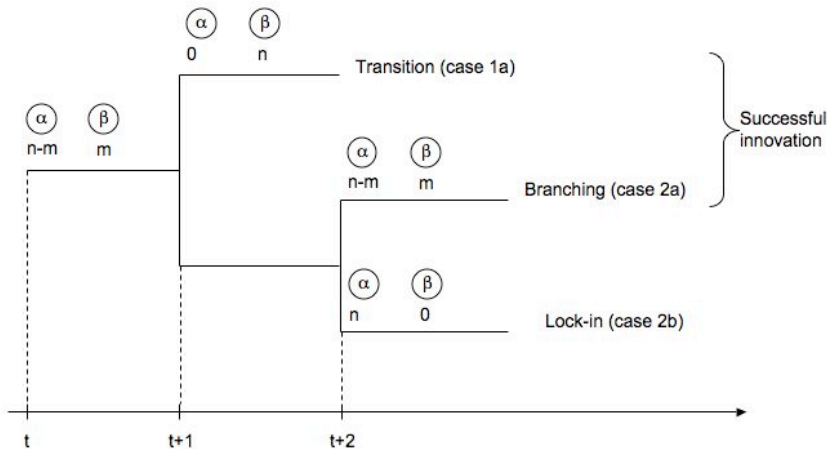 α β
0 n
Transition (case 1a)
α β
n-m m
Successful
innovation
α β
n-m m
Branching (case 2a)
α β
n 0
Lock-in (case 2b)
t t+1 t+2